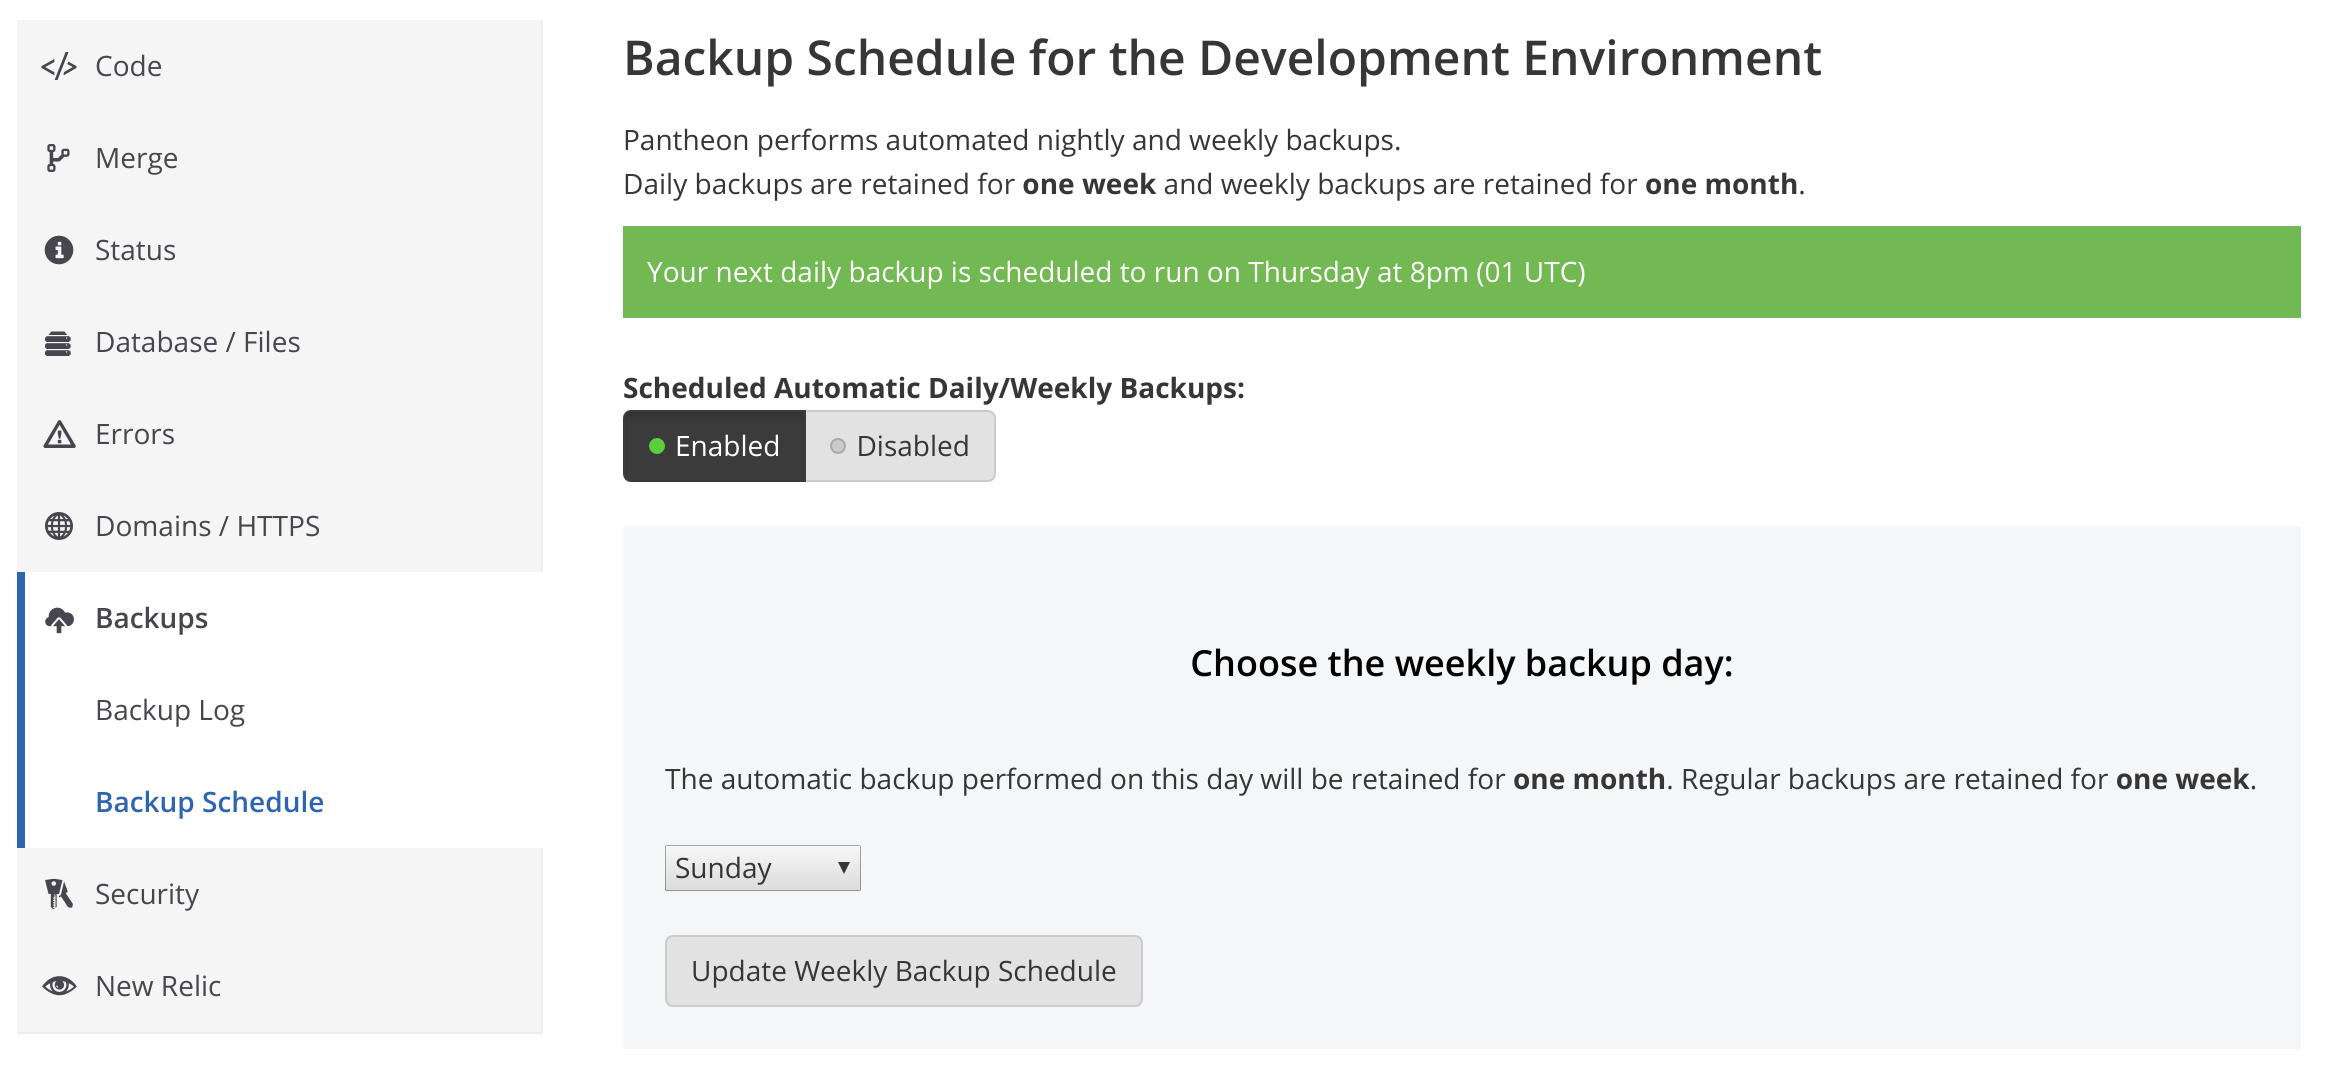 Code
Merge
Status
Database / Files
Errors
Domains / HTTPS
Backups
Backup Log
Backup Schedule
Security
New Relic
Backup Schedule for the Development Environment
Pantheon performs automated nightly and weekly backups.
Daily backups are retained for one week and weekly backups are retained for one month.
Your next daily backup is scheduled to run on Thursday at 8pm (01 UTC)
Scheduled Automatic Daily/Weekly Backups:
Enabled Disabled
Choose the weekly backup day:
The automatic backup performed on this day will be retained for one month. Regular backups are retained for one week.
Sunday
Update Weekly Backup Schedule